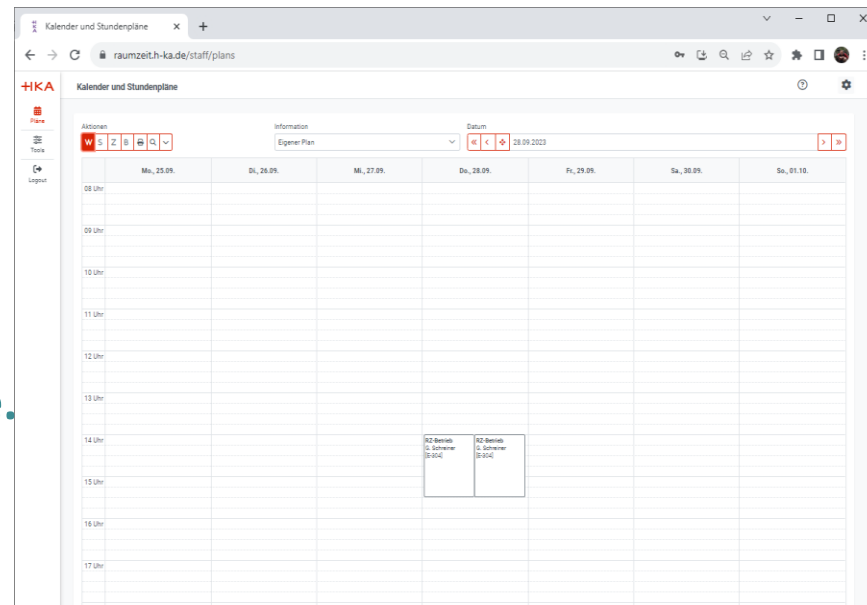 Kalender und Stundenpläne
raumzeit.h-ka.de/staff/plans
HKA
Kalender und Stundenpläne
Pläne
Tools
Logout
Aktionen
Information
Datum
W S Z B
Eigener Plan
28.09.2023
Mo., 25.09. Di., 26.09. Mi., 27.09. Do., 28.09. Fr., 29.09. Sa., 30.09. So., 01.10.
08 Uhr
09 Uhr
10 Uhr
11 Uhr
12 Uhr
13 Uhr
14 Uhr
RZ-Betrieb
G. Schreiner
[E-304]
RZ-Betrieb
G. Schreiner
[E-304]
15 Uhr
16 Uhr
17 Uhr